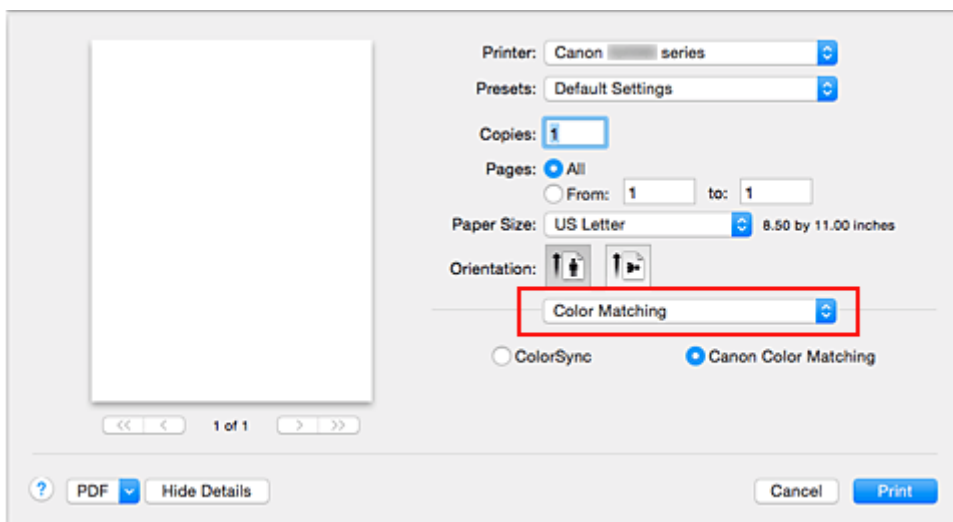 Printer: Canon series
Presets: Default Settings
Copies: 1
Pages: All
From: 1 to: 1
Paper Size: US Letter 8.50 by 11.00 inches
Orientation:
Color Matching
ColorSync Canon Color Matching
1 of 1
? PDF Hide Details Cancel Print